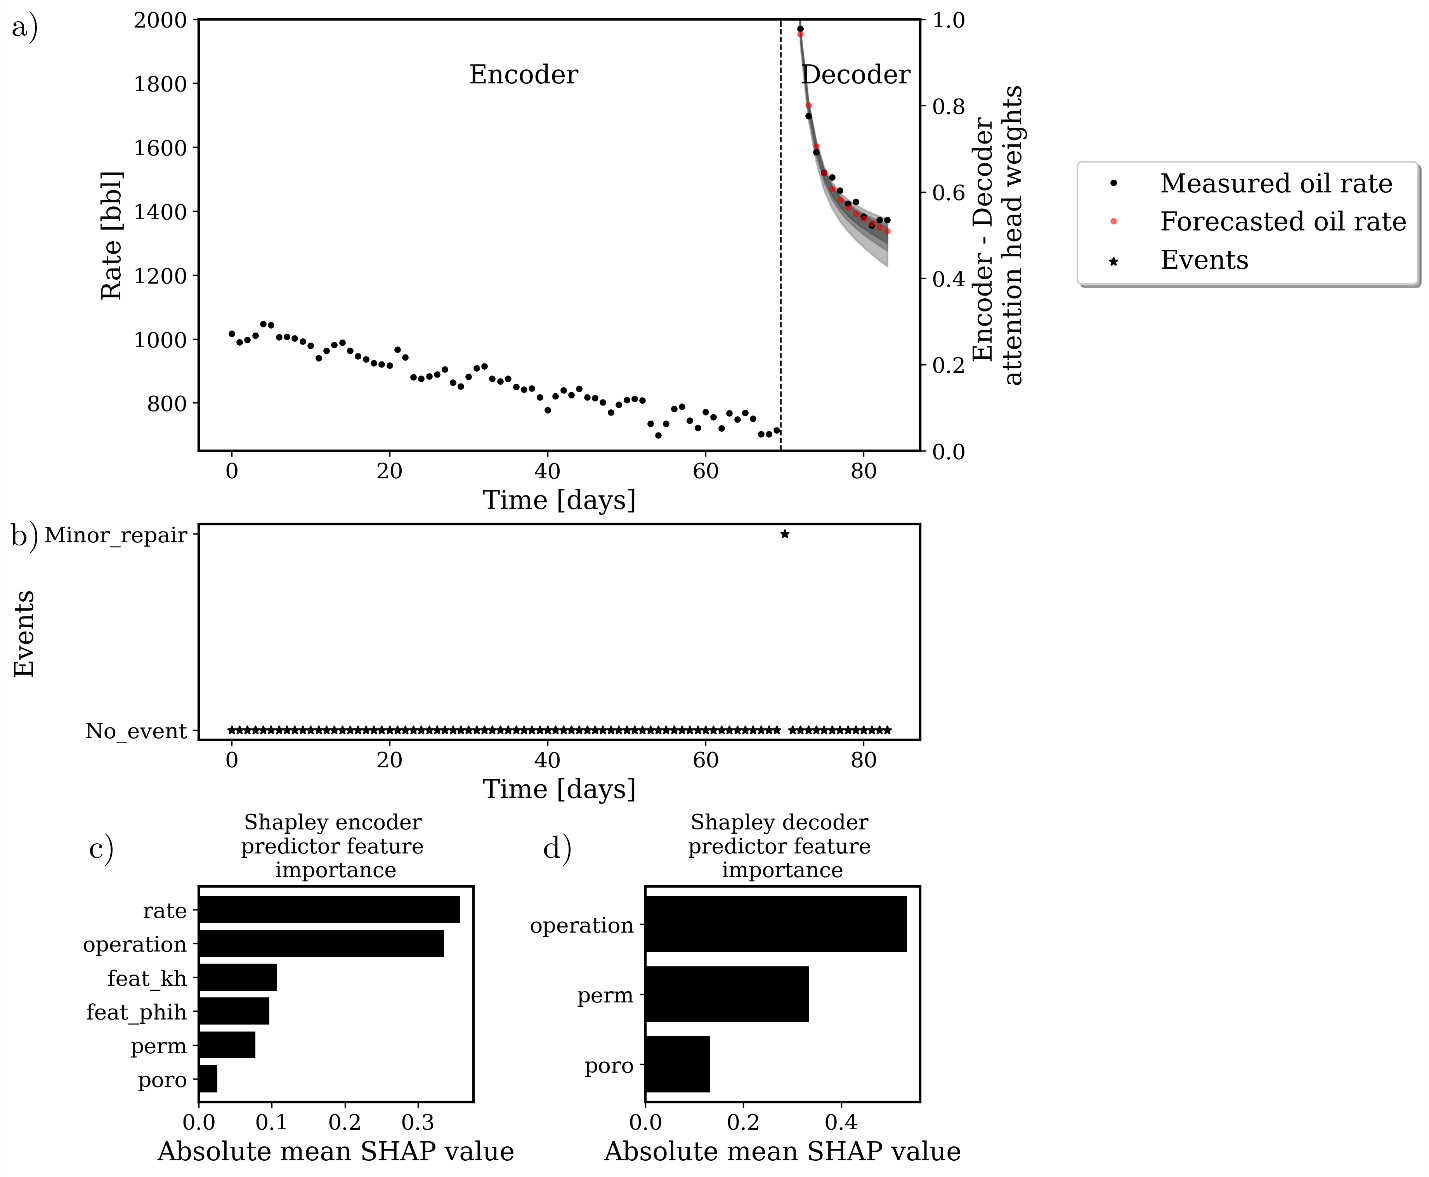 a)
2000
1800
1600
1400
1200
1000
800
Rate [bbl]
Encoder
Decoder
1.0
0.8
0.6
0.4
0.2
0.0
Encoder - Decoder
attention head weights
0 20 40 60 80
Time [days]
Measured oil rate
Forecasted oil rate
Events
b)
Minor_repair
No_event
Events
0 20 40 60 80
Time [days]
c)
Shapley encoder
predictor feature
importance
rate
operation
feat_kh
feat_phih
perm
poro
0.0 0.1 0.2 0.3
Absolute mean SHAP value
d)
Shapley decoder
predictor feature
importance
operation
perm
poro
0.0 0.2 0.4
Absolute mean SHAP value